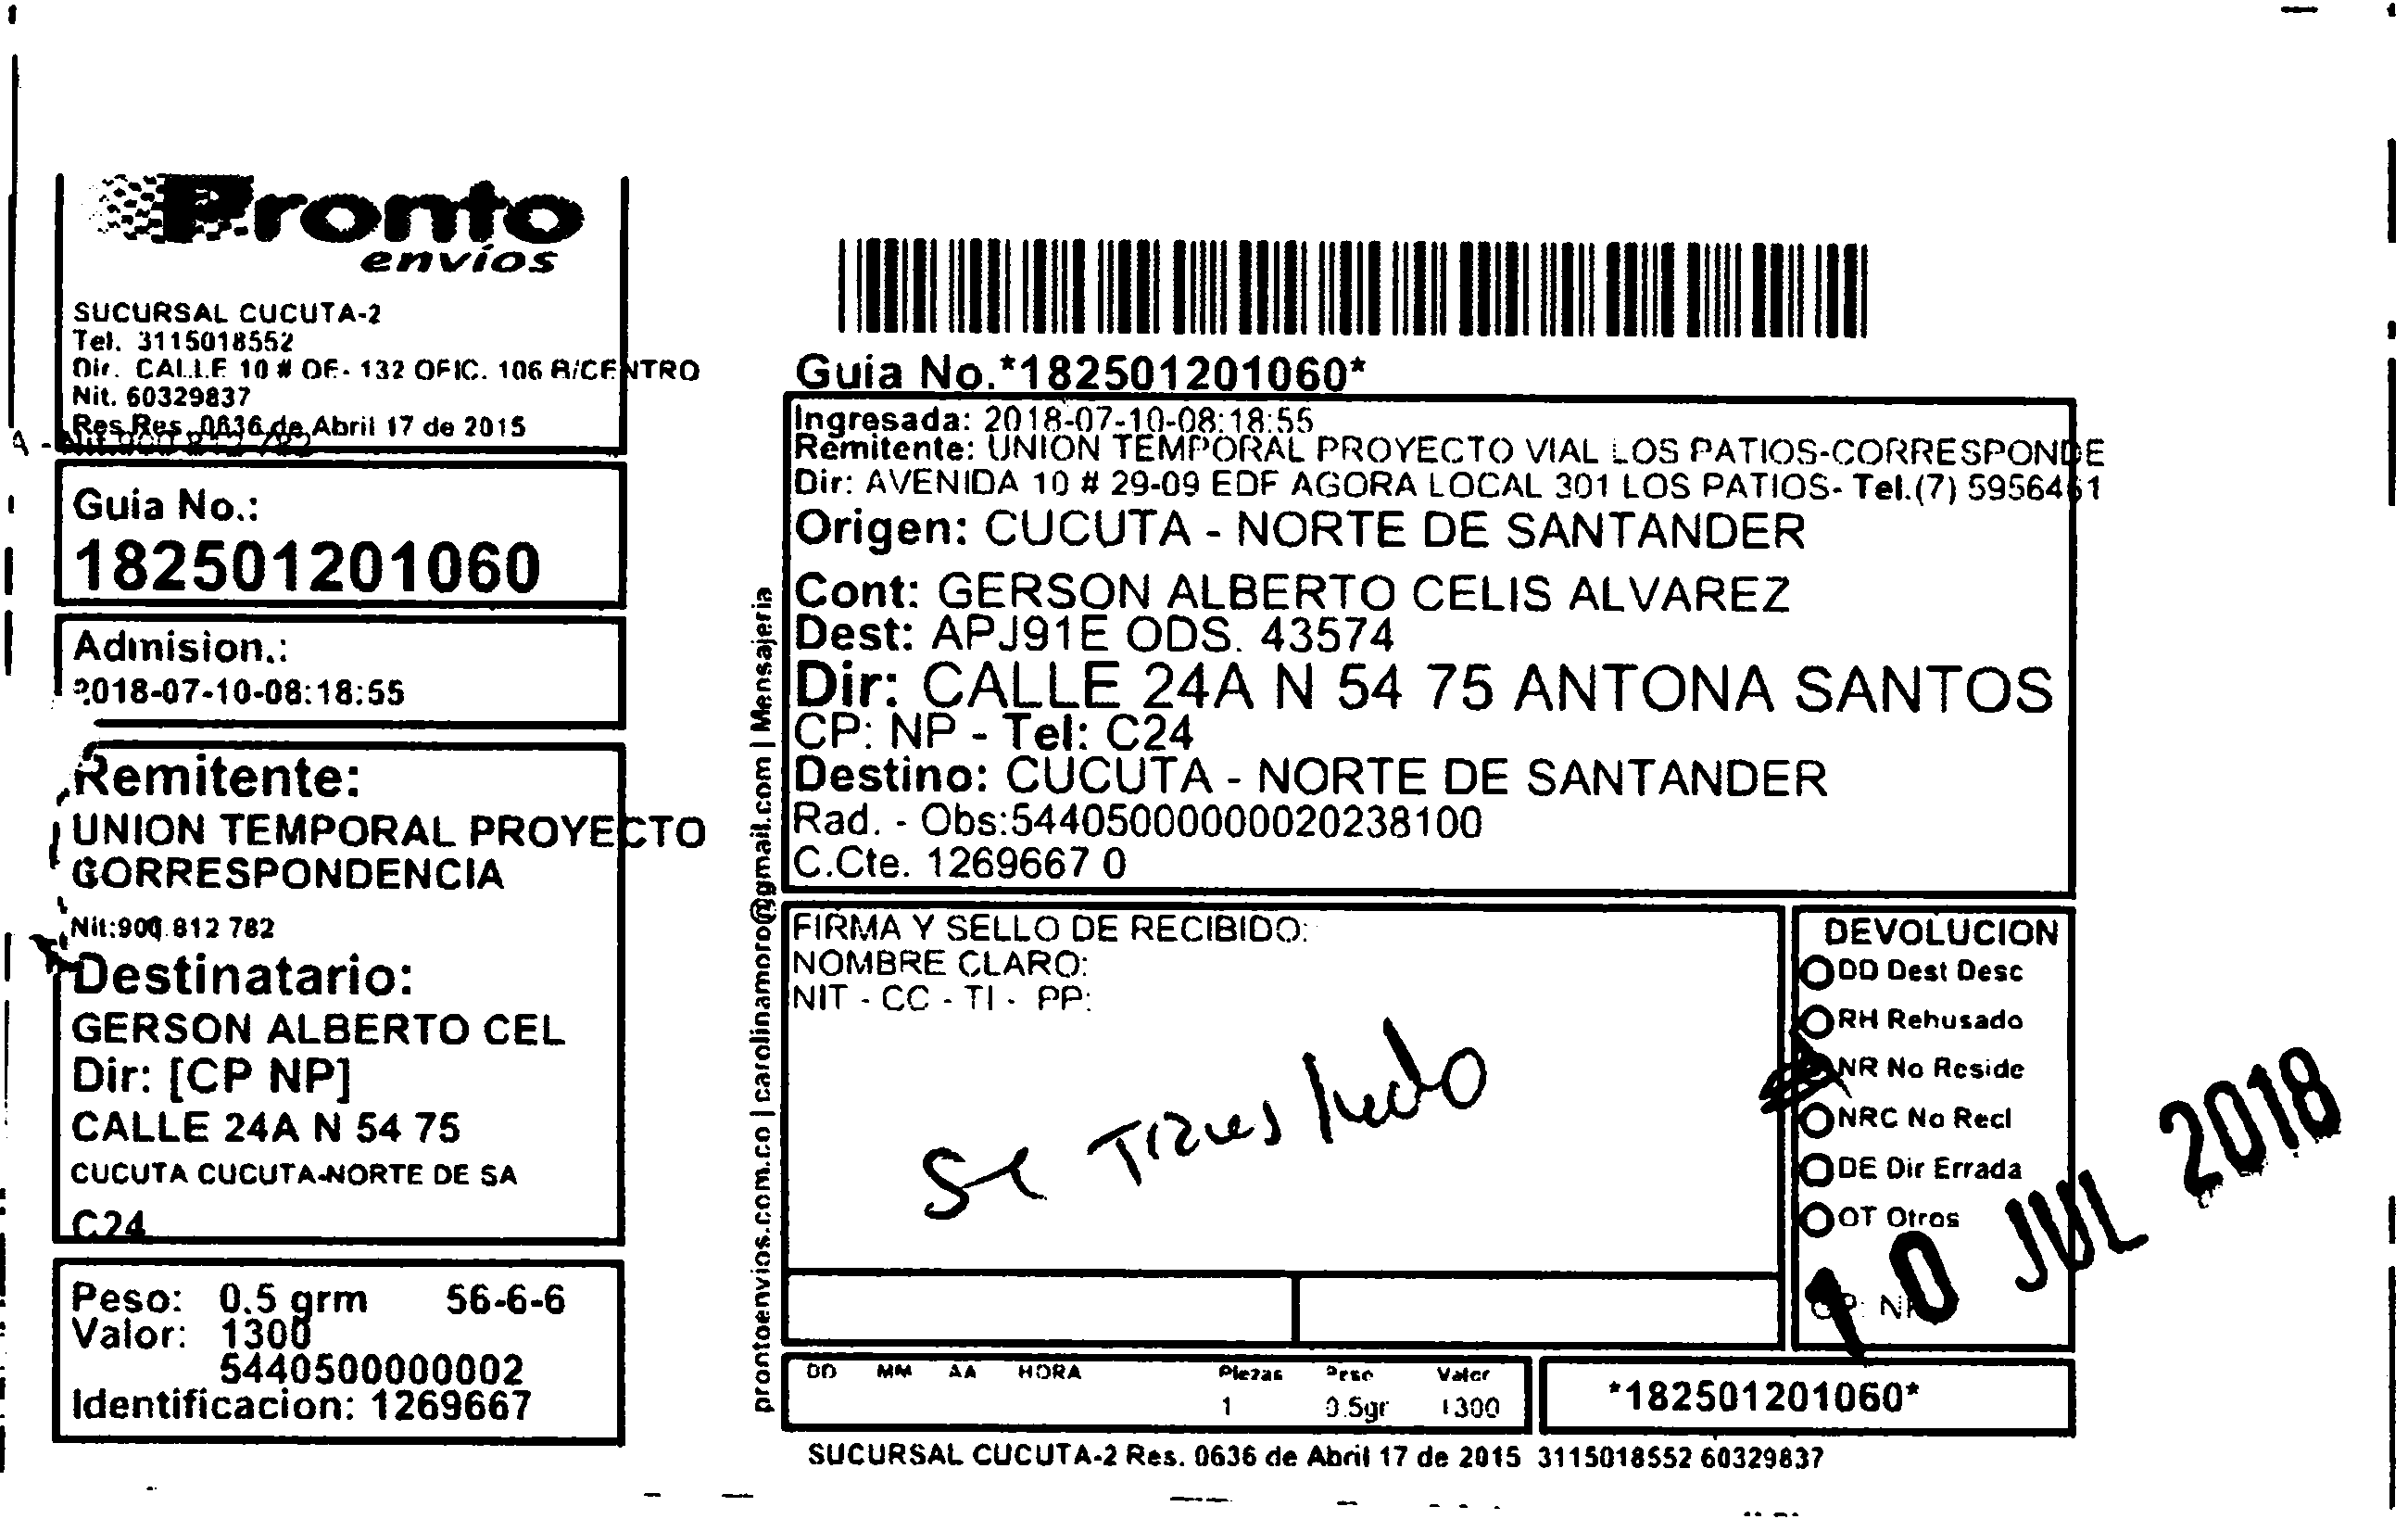 Pronto
envíos
SUCURSAL CUCUTA-2
Tel. 3115018552
Dir. CALLE 10 # OE- 132 OFIC. 106 B/CENTRO
Nit. 60329837
Res Res. 0636 de Abril 17 de 2015
Guia No.:
182501201060
Admision.:
2018-07-10-08:18:55
Remitente:
UNION TEMPORAL PROYECTO
CORRESPONDENCIA
Nit:900 812 782
Destinatario:
GERSON ALBERTO CEL
Dir: [CP NP]
CALLE 24A N 54 75
CUCUTA CUCUTA-NORTE DE SA
C24
Peso: 0.5 grm 56-6-6
Valor: 1300
5440500000002
Identificacion: 1269667
prontoenvios.com.co | carolinamoro@gmail.com | Mensajeria
Guia No.*182501201060*
Ingresada: 2018-07-10-08:18:55
Remitente: UNION TEMPORAL PROYECTO VIAL LOS PATIOS-CORRESPONDE
Dir: AVENIDA 10 # 29-09 EDF AGORA LOCAL 301 LOS PATIOS- Tel.(7) 5956461
Origen: CUCUTA - NORTE DE SANTANDER
Cont: GERSON ALBERTO CELIS ALVAREZ
Dest: APJ91E ODS. 43574
Dir: CALLE 24A N 54 75 ANTONA SANTOS
CP: NP - Tel: C24
Destino: CUCUTA - NORTE DE SANTANDER
Rad. - Obs:544050000000020238100
C.Cte. 1269667 0
FIRMA Y SELLO DE RECIBIDO:
NOMBRE CLARO:
NIT - CC - TI - PP:
Se
DEVOLUCION
DD Dest Desc
RH Rehusado
NR No Reside
NRC No Recl
DE Dir Errada
OT Otros
10 JUL 2018
DD MM AA HORA Piezas Peso Valor
1 0.5gr 1300
*182501201060*
SUCURSAL CUCUTA-2 Res. 0636 de Abril 17 de 2015 3115018552 60329837